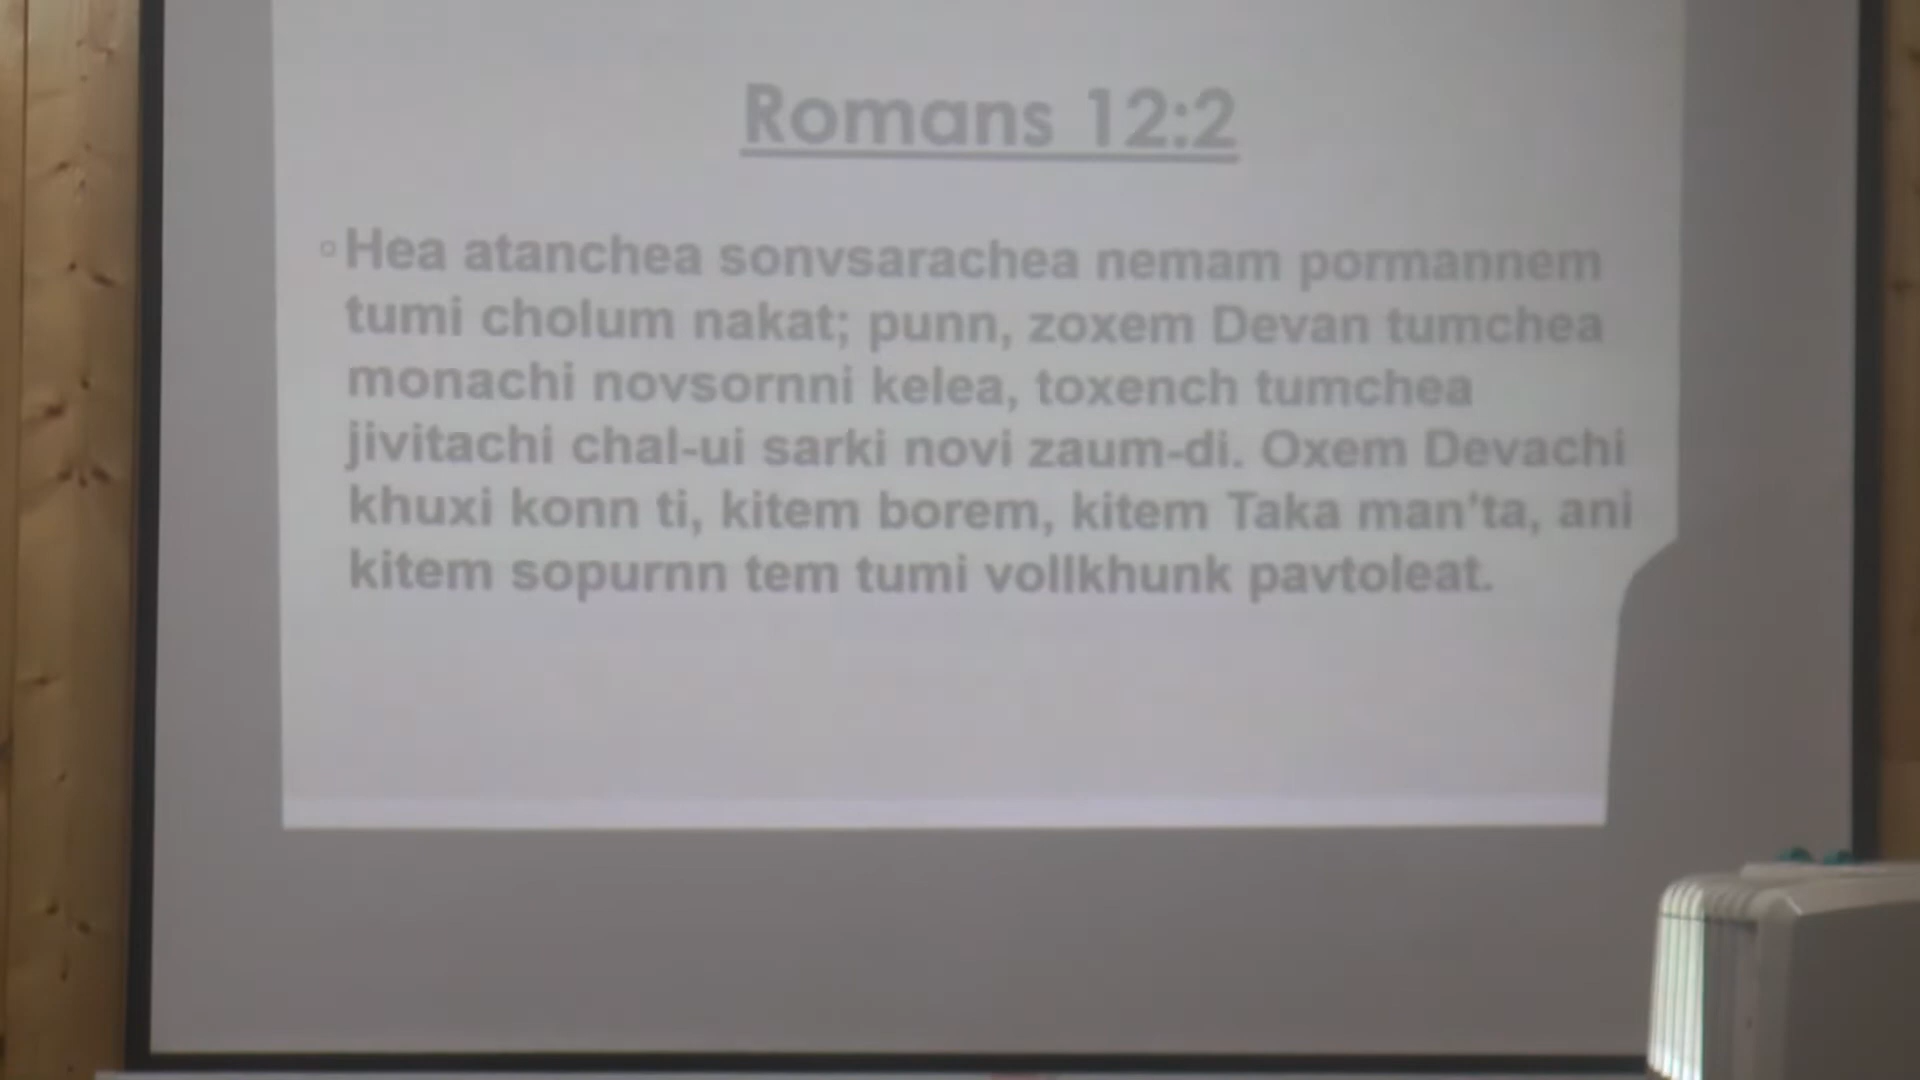 Romans 12:2
▫ Hea atanchea sonvsarachea nemam pormannem
tumi cholum nakat; punn, zoxem Devan tumchea
monachi novsornni kelea, toxench tumchea
jivitachi chal-ui sarki novi zaum-di. Oxem Devachi
khuxi konn ti, kitem borem, kitem Taka man'ta, ani
kitem sopurnn tem tumi vollkhunk pavtoleat.